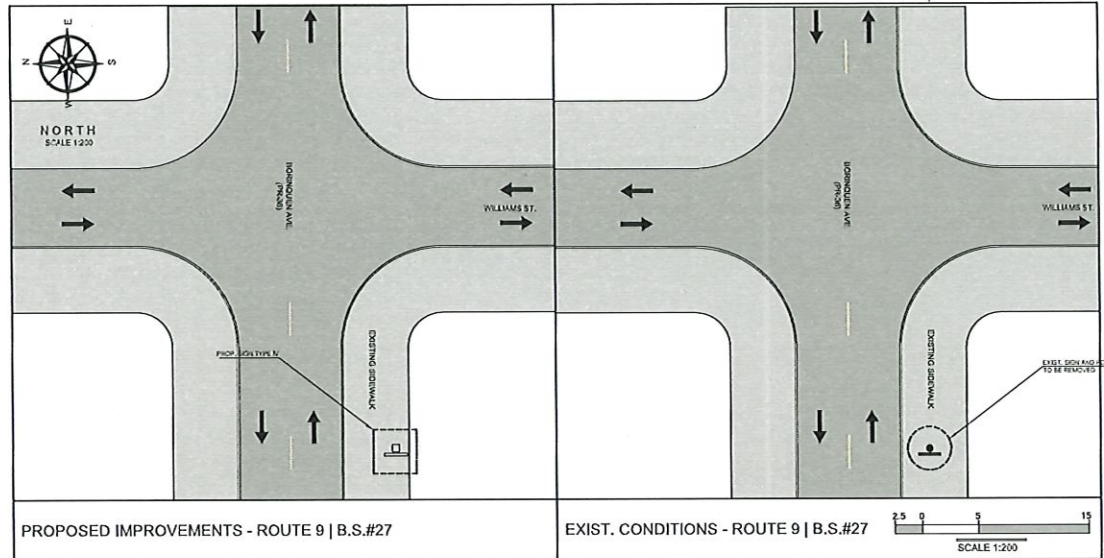 E
N
S
W
NORTH
SCALE 1:200
BORINQUEN AVE.
(PR-36)
WILLIAMS ST.
PROP. SIGN TYPE IV
EXISTING SIDEWALK
PROPOSED IMPROVEMENTS - ROUTE 9 | B.S.#27
BORINQUEN AVE.
(PR-36)
WILLIAMS ST.
EXISTING SIDEWALK
EXIST. SIGN AND
TO BE REMOVED
EXIST. CONDITIONS - ROUTE 9 | B.S.#27
2.5 0 5 15
SCALE 1:200